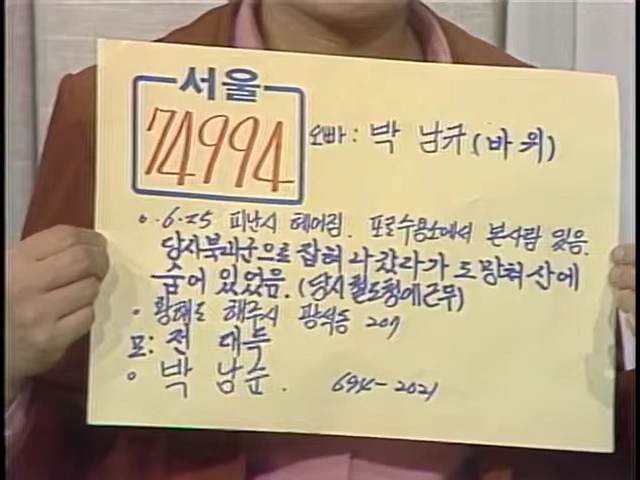 서울
74994
오빠: 박 남규(바위)
. 6.25 피난시 헤어짐. 포로수용소에서 본사람 있음.
당시북괴군으로 잡혀 나갔다가 도망쳐 산에
숨어 있었음. (당시철도청에근무)
. 황해도 해주시 광석동 209
모: 전 대득
. 박 남순. 694-2021